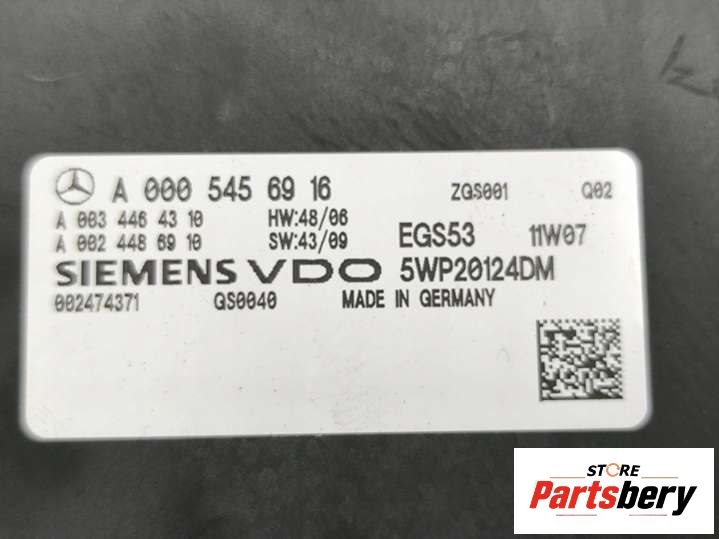 A 000 545 69 16 ZGS001 Q02
A 003 446 43 10 HW:48/06
A 002 448 69 10 SW:43/09 EGS53 11W07
SIEMENS VDO 5WP20124DM
002474371 QS0040 MADE IN GERMANY
STORE
Partsbery